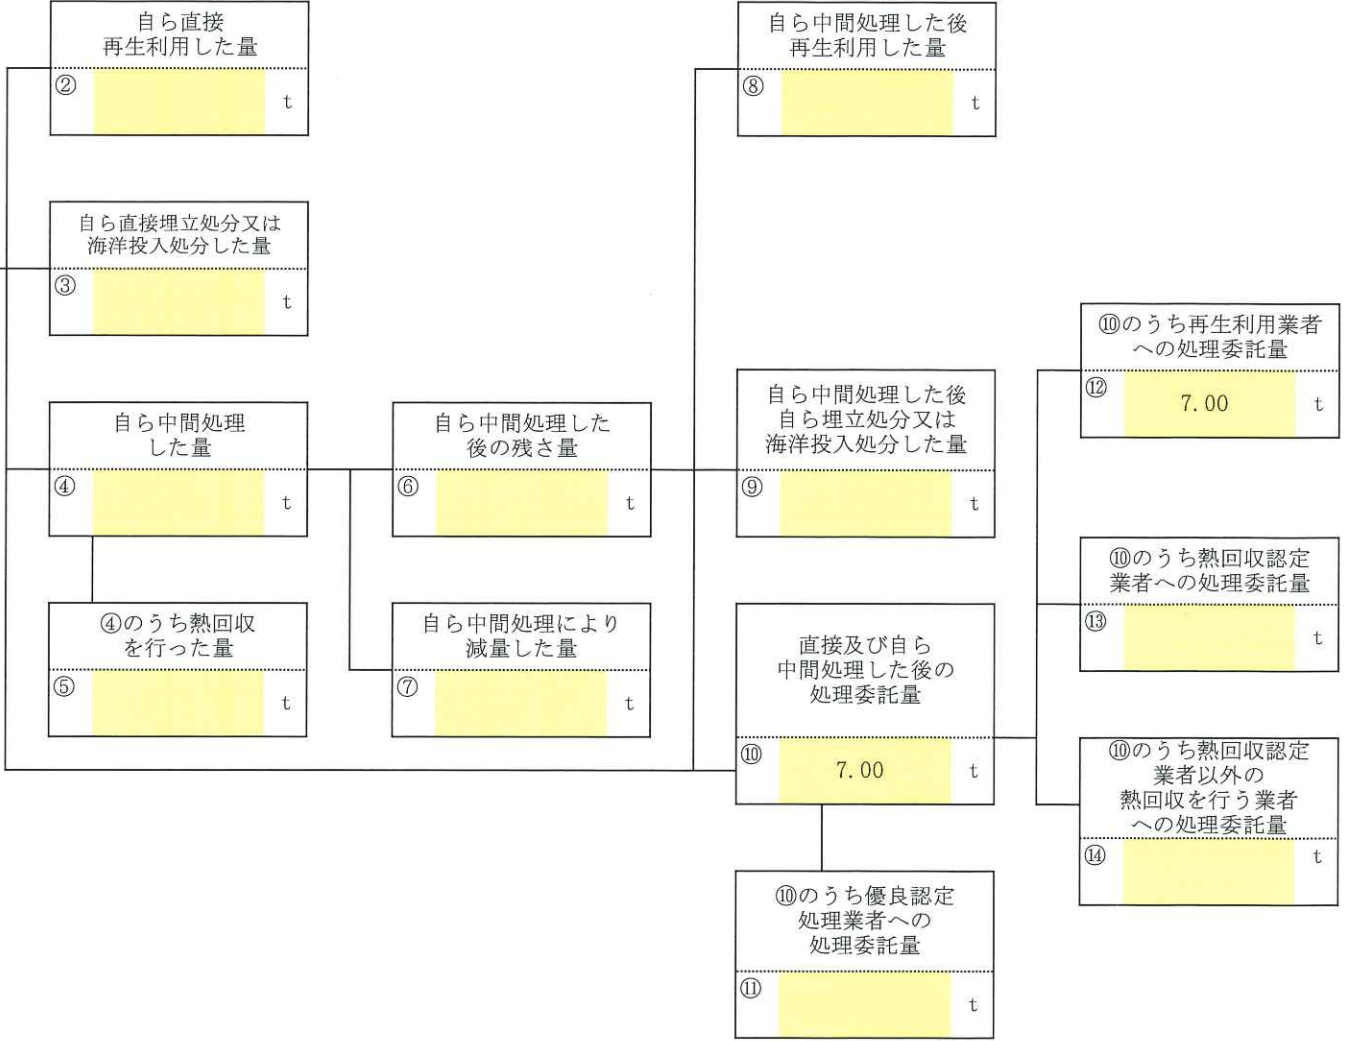 自ら直接
再生利用した量
②
t
自ら中間処理した後
再生利用した量
⑧
t
自ら直接埋立処分又は
海洋投入処分した量
③
t
⑩のうち再生利用業者
への処理委託量
⑫
7.00
t
自ら中間処理
した量
④
t
自ら中間処理した
後の残さ量
⑥
t
自ら中間処理した後
自ら埋立処分又は
海洋投入処分した量
⑨
t
⑩のうち熱回収認定
業者への処理委託量
⑬
t
④のうち熱回収
を行った量
⑤
t
自ら中間処理により
減量した量
⑦
t
直接及び自ら
中間処理した後の
処理委託量
⑩
7.00
t
⑩のうち熱回収認定
業者以外の
熱回収を行う業者
への処理委託量
⑭
t
⑩のうち優良認定
処理業者への
処理委託量
⑪
t